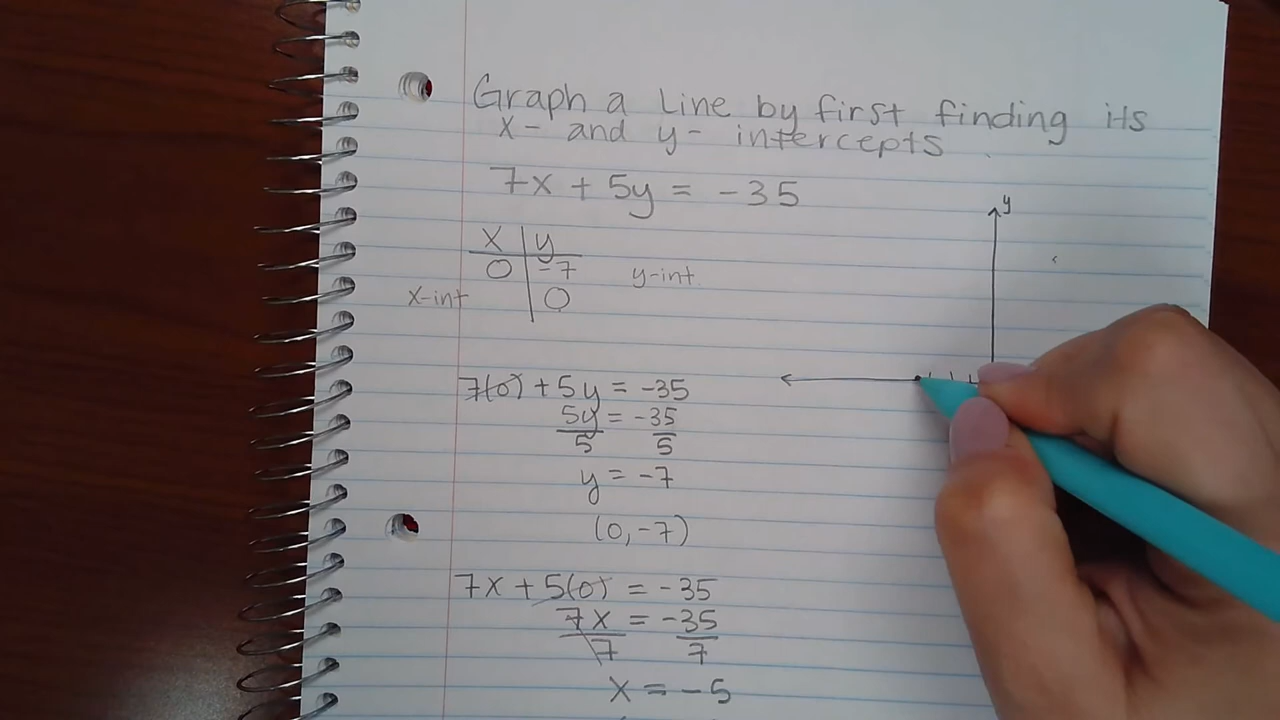 Graph a Line by first finding its
x- and y- intercepts
7x + 5y = -35
y
x | y
0 | -7 y-int.
x-int | 0
7(0) + 5y = -35
5y = -35
5 5
y = -7
(0, -7)
7x + 5(0) = -35
7x = -35
7 7
x = -5